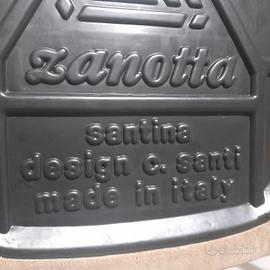 zanotta
santina
design c. santi
made in italy